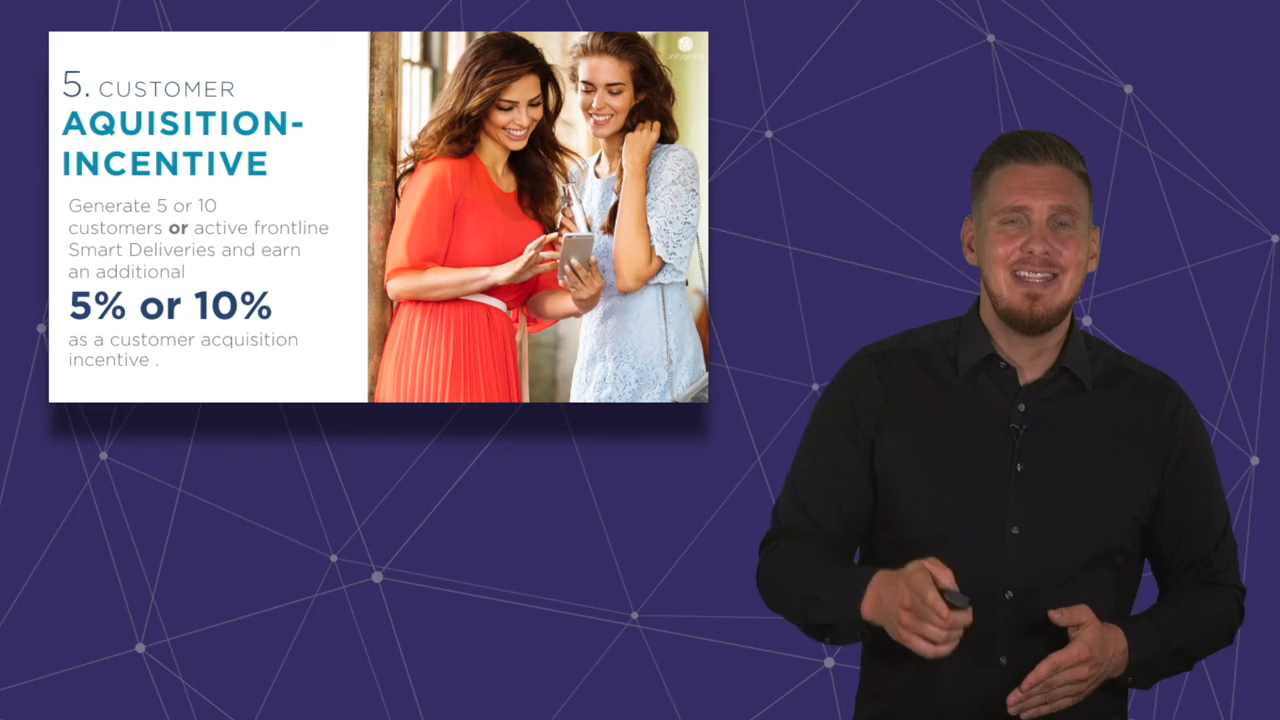 5. CUSTOMER
AQUISITION-
INCENTIVE
Generate 5 or 10
customers or active frontline
Smart Deliveries and earn
an additional
5% or 10%
as a customer acquisition
incentive .